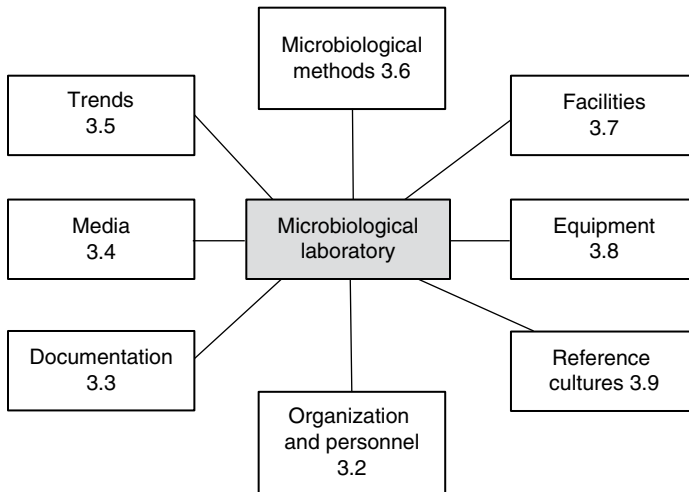 Microbiological
methods 3.6
Trends
3.5
Facilities
3.7
Media
3.4
Microbiological
laboratory
Equipment
3.8
Documentation
3.3
Reference
cultures 3.9
Organization
and personnel
3.2